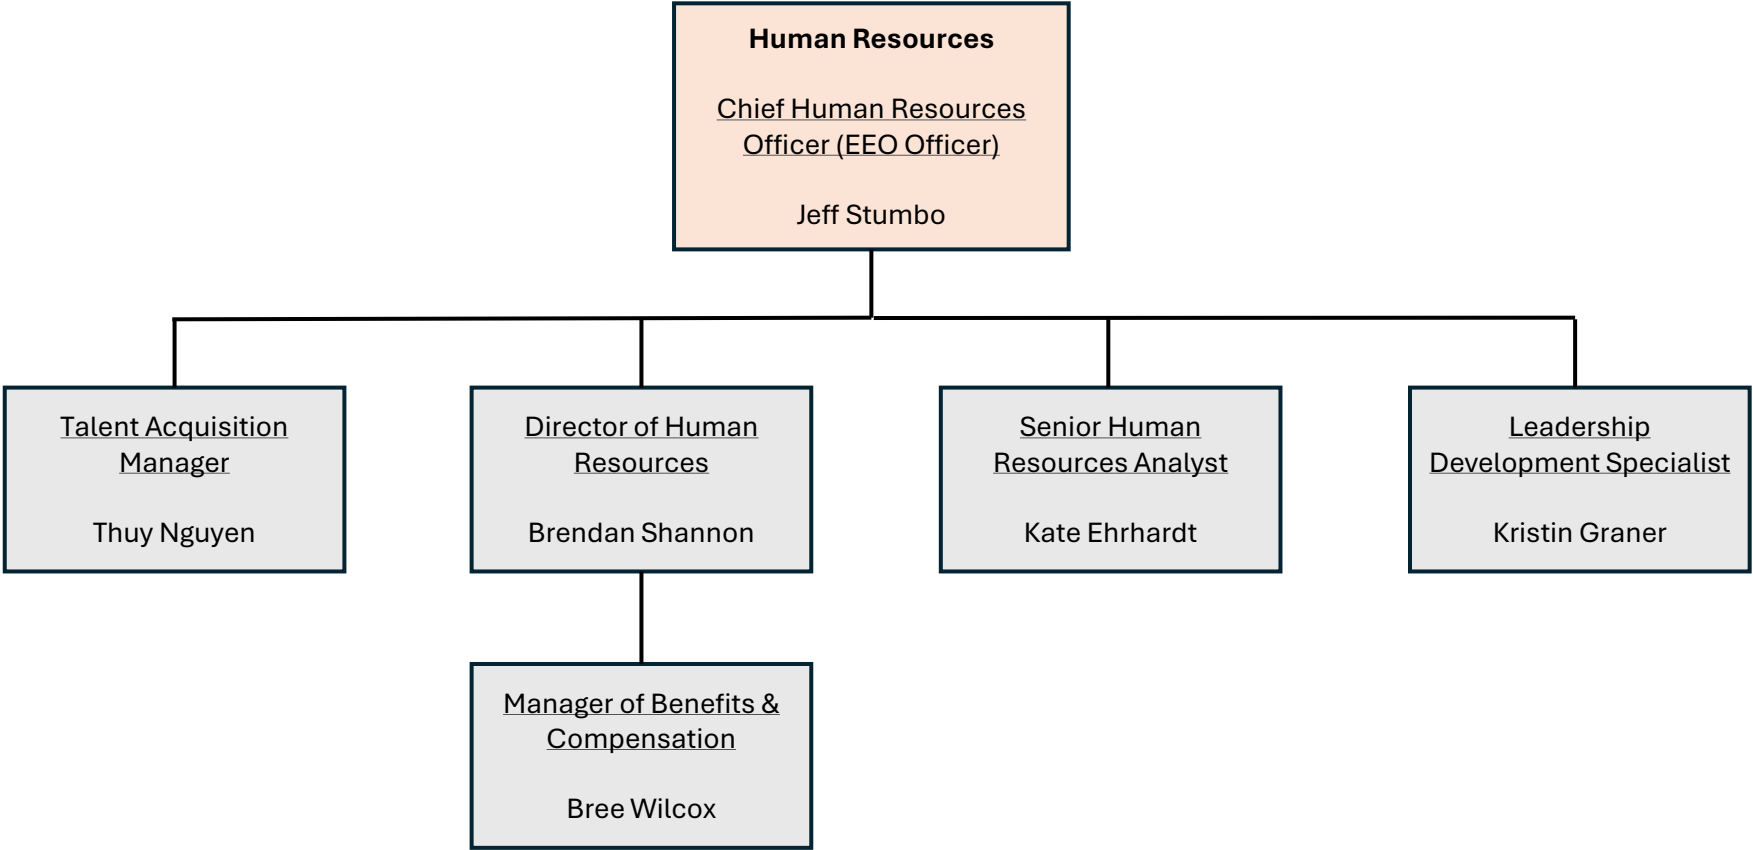 Human Resources
Chief Human Resources
Officer (EEO Officer)
Jeff Stumbo
Talent Acquisition
Manager
Thuy Nguyen
Director of Human
Resources
Brendan Shannon
Senior Human
Resources Analyst
Kate Ehrhardt
Leadership
Development Specialist
Kristin Graner
Manager of Benefits &
Compensation
Bree Wilcox